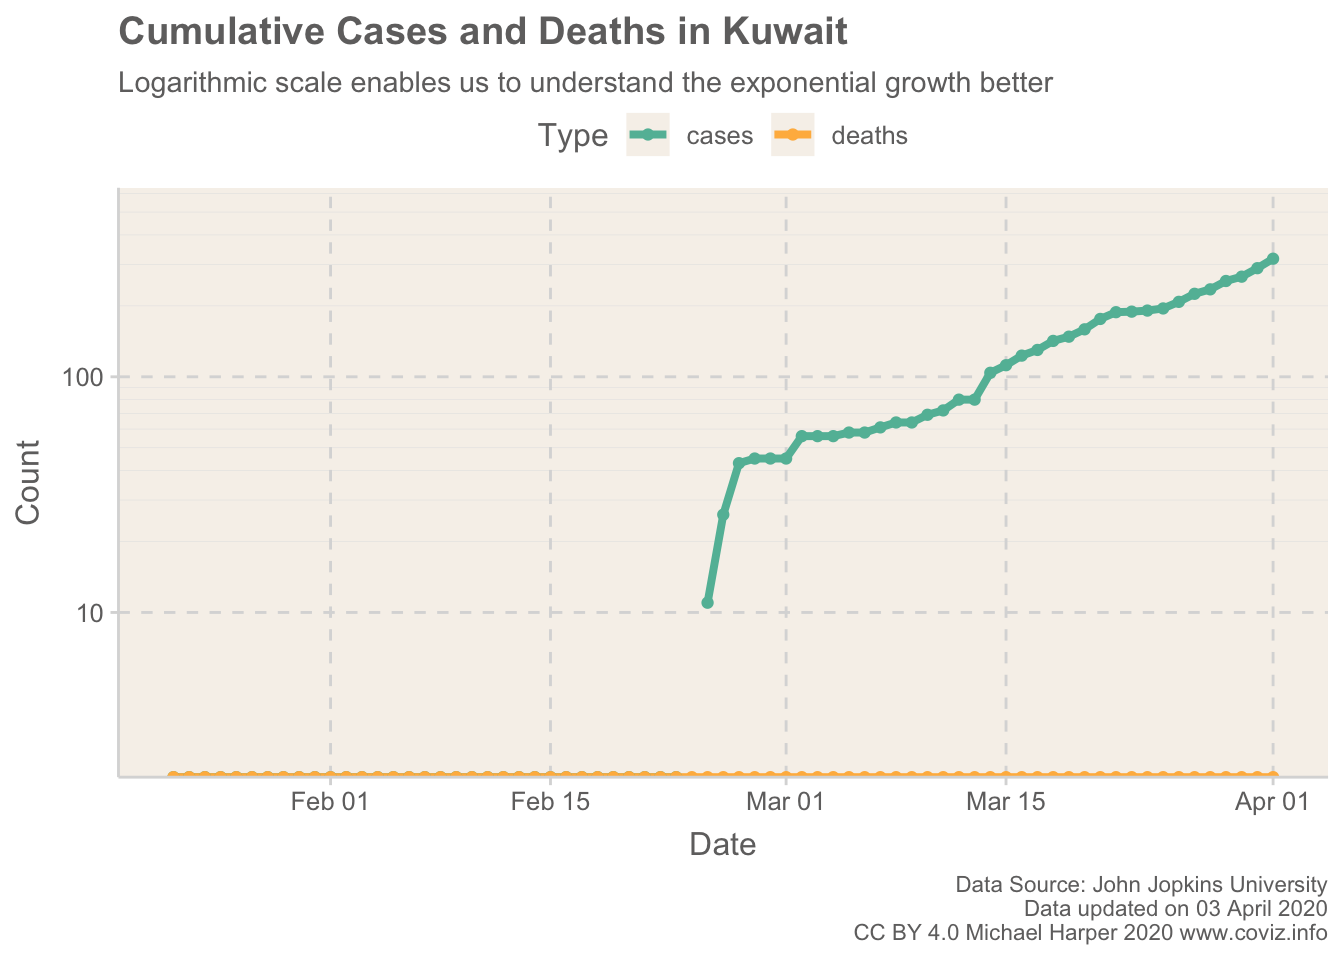 Cumulative Cases and Deaths in Kuwait
Logarithmic scale enables us to understand the exponential growth better
Type cases deaths
Count
100
10
Feb 01 Feb 15 Mar 01 Mar 15 Apr 01
Date
Data Source: John Jopkins University
Data updated on 03 April 2020
CC BY 4.0 Michael Harper 2020 www.coviz.info